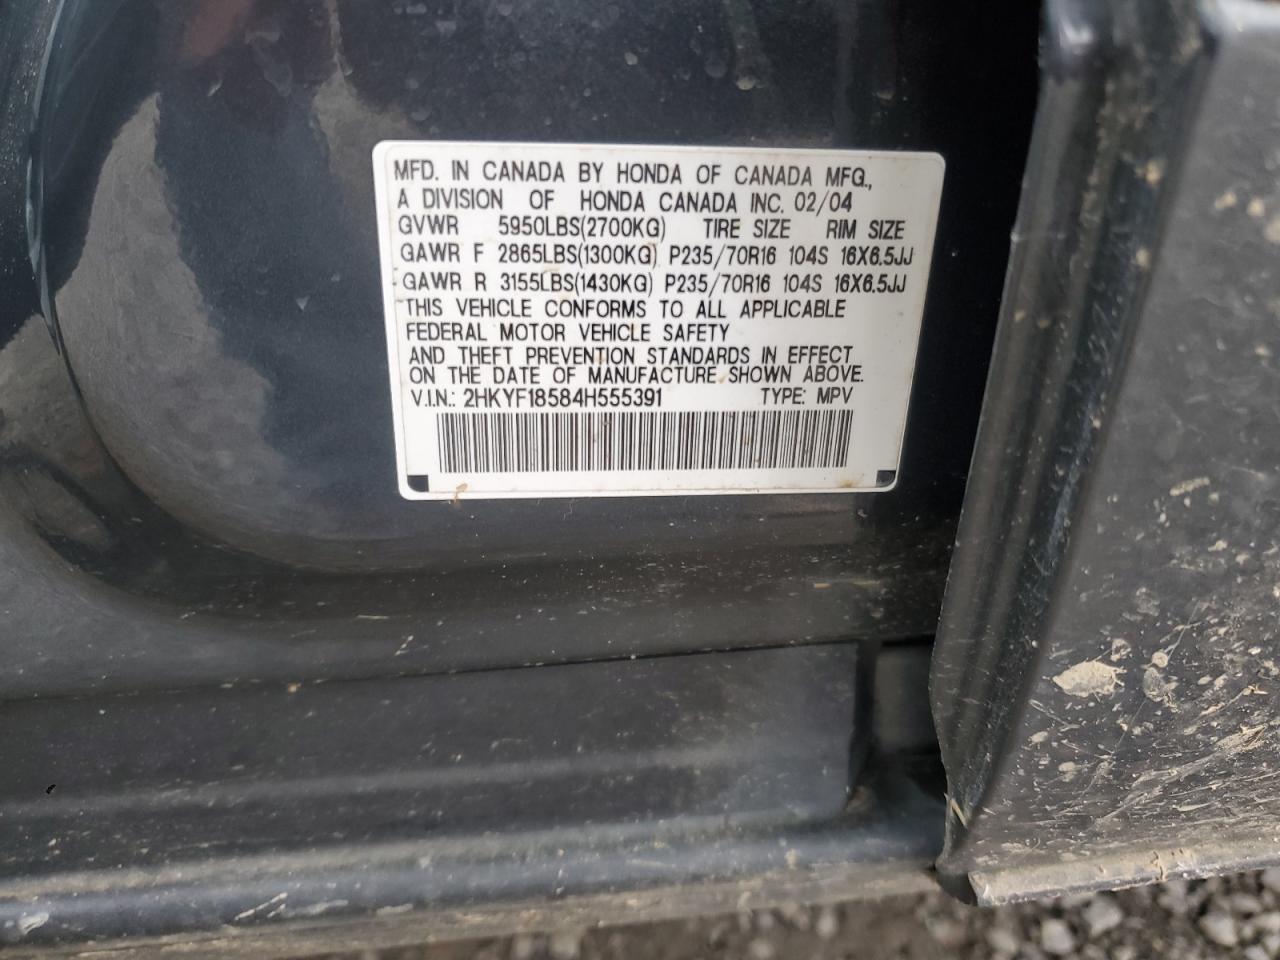 MFD. IN CANADA BY HONDA OF CANADA MFG.,
A DIVISION OF HONDA CANADA INC. 02/04
GVWR 5950LBS(2700KG) TIRE SIZE RIM SIZE
GAWR F 2865LBS(1300KG) P235/70R16 104S 16X6.5JJ
GAWR R 3155LBS(1430KG) P235/70R16 104S 16X6.5JJ
THIS VEHICLE CONFORMS TO ALL APPLICABLE
FEDERAL MOTOR VEHICLE SAFETY
AND THEFT PREVENTION STANDARDS IN EFFECT
ON THE DATE OF MANUFACTURE SHOWN ABOVE.
V.I.N.: 2HKYF18584H555391 TYPE: MPV